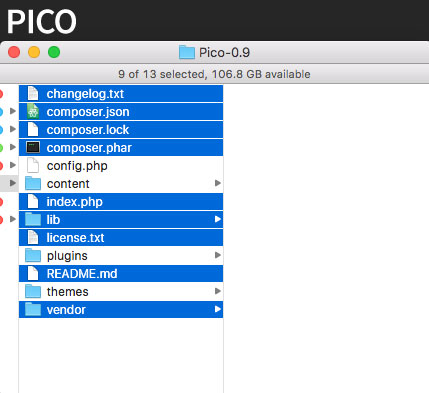 PICO
Pico-0.9
9 of 13 selected, 106.8 GB available
changelog.txt
composer.json
composer.lock
composer.phar
config.php
content
index.php
lib
license.txt
plugins
README.md
themes
vendor